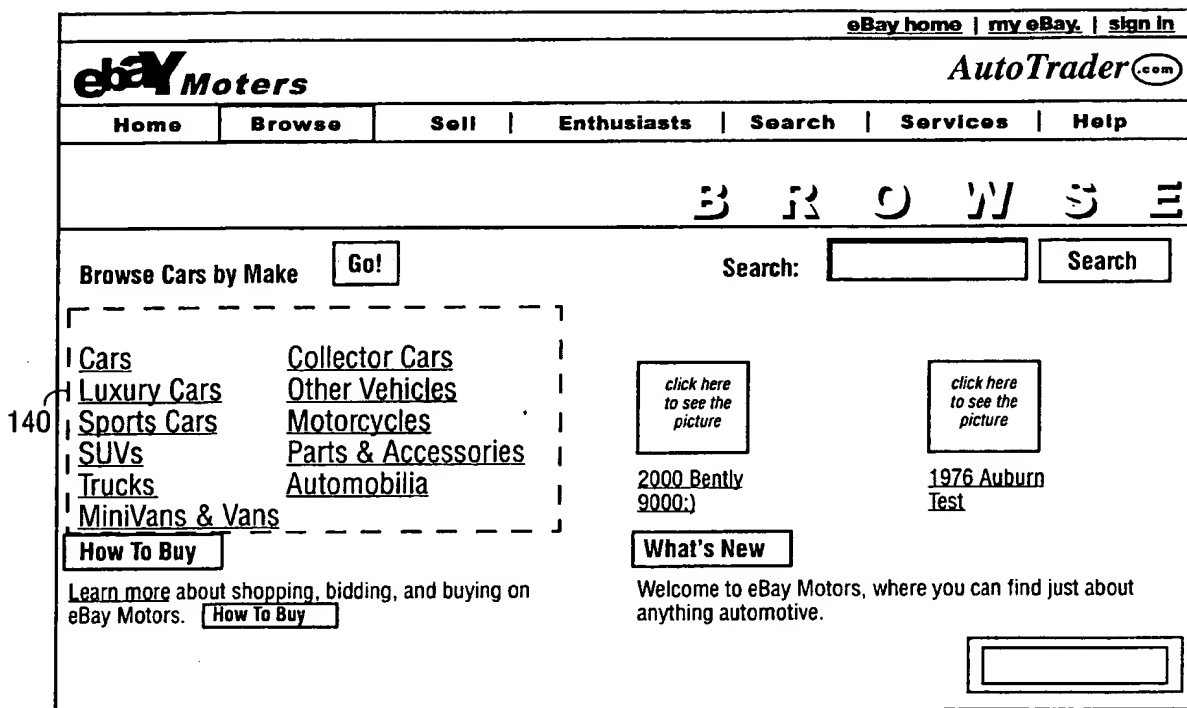 eBay home | my eBay. | sign in
ebay Moters
AutoTrader .com
Home Browse Sell | Enthusiasts | Search | Services | Help
BROWSE
Browse Cars by Make Go! Search: Search
Cars Collector Cars
Luxury Cars Other Vehicles
140 Sports Cars Motorcycles
SUVs Parts & Accessories
Trucks Automobilia
MiniVans & Vans
click here
to see the
picture
2000 Bently
9000:)
click here
to see the
picture
1976 Auburn
Test
How To Buy
Learn more about shopping, bidding, and buying on
eBay Motors. How To Buy
What's New
Welcome to eBay Motors, where you can find just about
anything automotive.